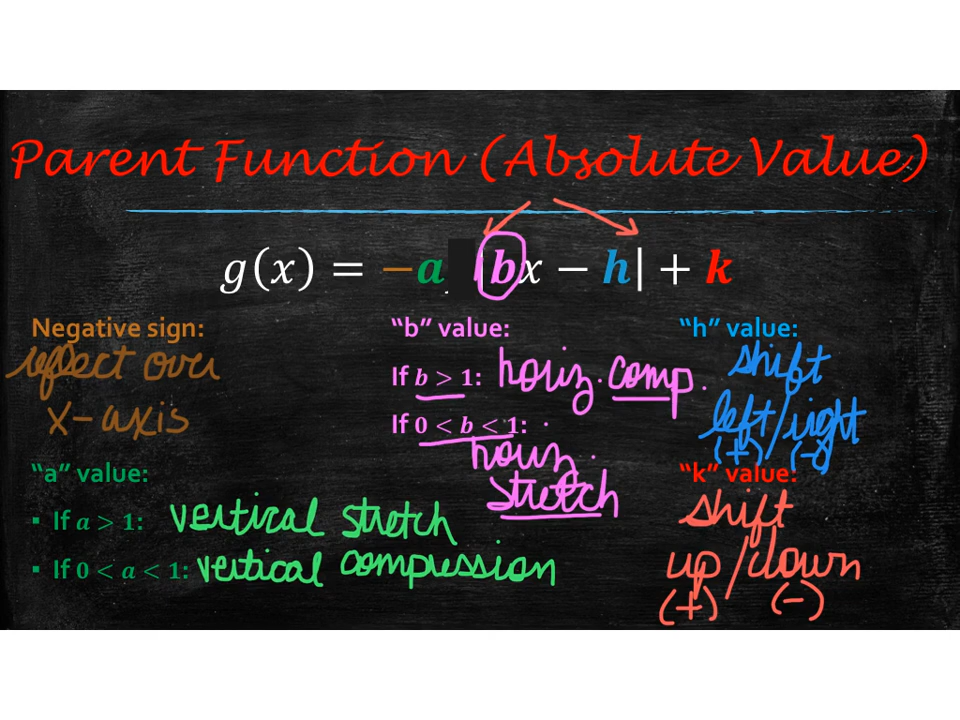 Parent Function (Absolute Value)
g(x) = −a|bx − h| + k
Negative sign:
reflect over
x-axis
"b" value:
If b > 1: horiz. comp.
If 0 < b < 1:
horiz.
stretch
"h" value:
shift
left/right
(+) (-)
"a" value:
▪ If a > 1: vertical stretch
▪ If 0 < a < 1: vertical compression
"k" value:
shift
up/down
(+) (-)